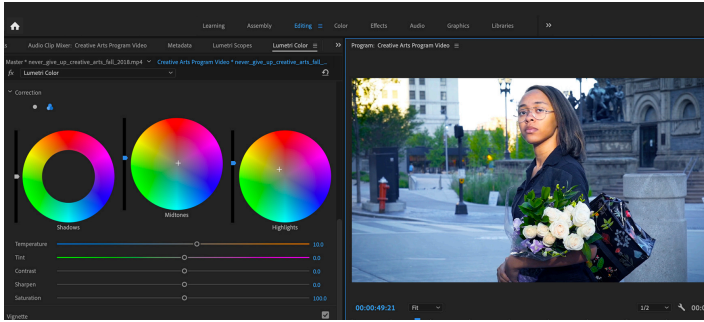 Learning Assembly Editing Color Effects Audio Graphics Libraries
s Audio Clip Mixer: Creative Arts Program Video Metadata Lumetri Scopes Lumetri Color
Program: Creative Arts Program Video
Master * never_give_up_creative_arts_fall_2018.mp4 Creative Arts Program Video * never_give_up_creative_arts_fall_...
fx Lumetri Color
Correction
Shadows
Midtones
Highlights
Temperature 10.0
Tint 0.0
Contrast 0.0
Sharpen 0.0
Saturation 100.0
Vignette
00:00:49:21 Fit 1/2 00:0